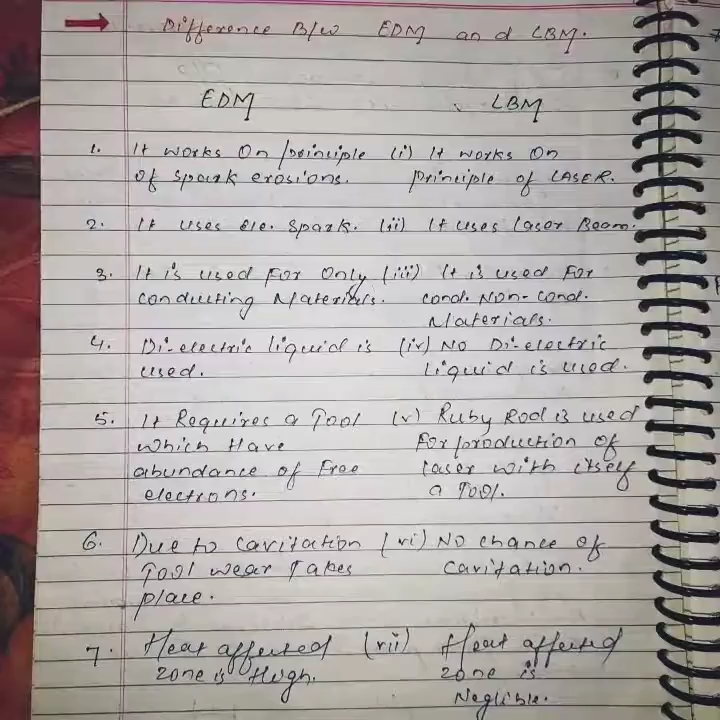 Difference B/w EDM and LBM.
EDM LBM
1. It works On principle (i) It works On
of spark erosions. principle of LASER.
2. It uses ele. spark. (ii) It uses Laser Beam.
3. It is used For Only (iii) It is used For
conducting Materials. cond. Non-cond.
Materials.
4. Di-electric liquid is (iv) No Di-electric
used. liquid is used.
5. It Requires a Tool (v) Ruby Rod is used
which Have For production of
abundance of Free laser with itself
electrons. a Tool.
6. Due to cavitation (vi) No chance of
Tool wear Takes cavitation.
place.
7. Heat affected (rii) Heat affected
zone is High. zone is
Neglible.